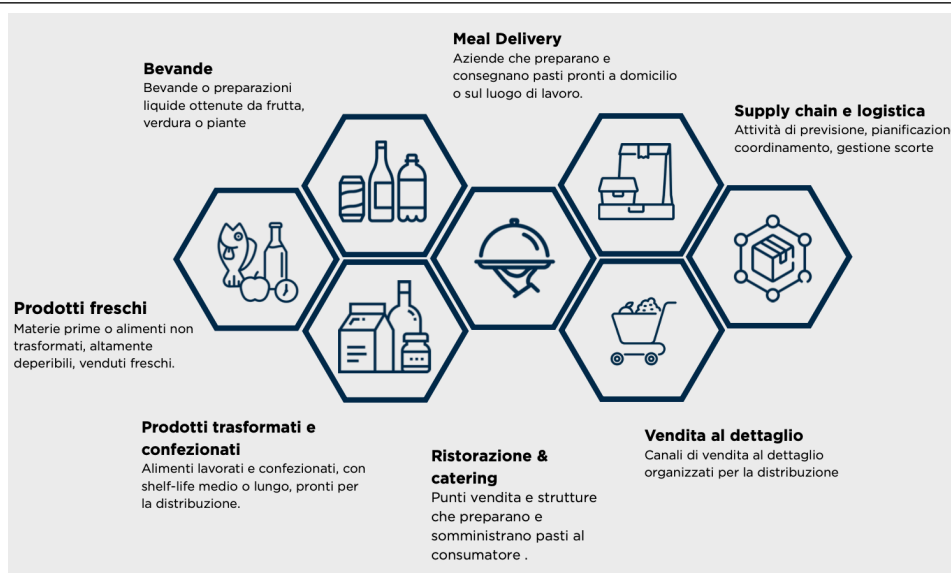 Meal Delivery
Aziende che preparano e
consegnano pasti pronti a domicilio
o sul luogo di lavoro.
Bevande
Bevande o preparazioni
liquide ottenute da frutta,
verdura o piante
Supply chain e logistica
Attività di previsione, pianificazion
coordinamento, gestione scorte
Prodotti freschi
Materie prime o alimenti non
trasformati, altamente
deperibili, venduti freschi.
Prodotti trasformati e
confezionati
Alimenti lavorati e confezionati, con
shelf-life medio o lungo, pronti per
la distribuzione.
Ristorazione &
catering
Punti vendita e strutture
che preparano e
somministrano pasti al
consumatore .
Vendita al dettaglio
Canali di vendita al dettaglio
organizzati per la distribuzione